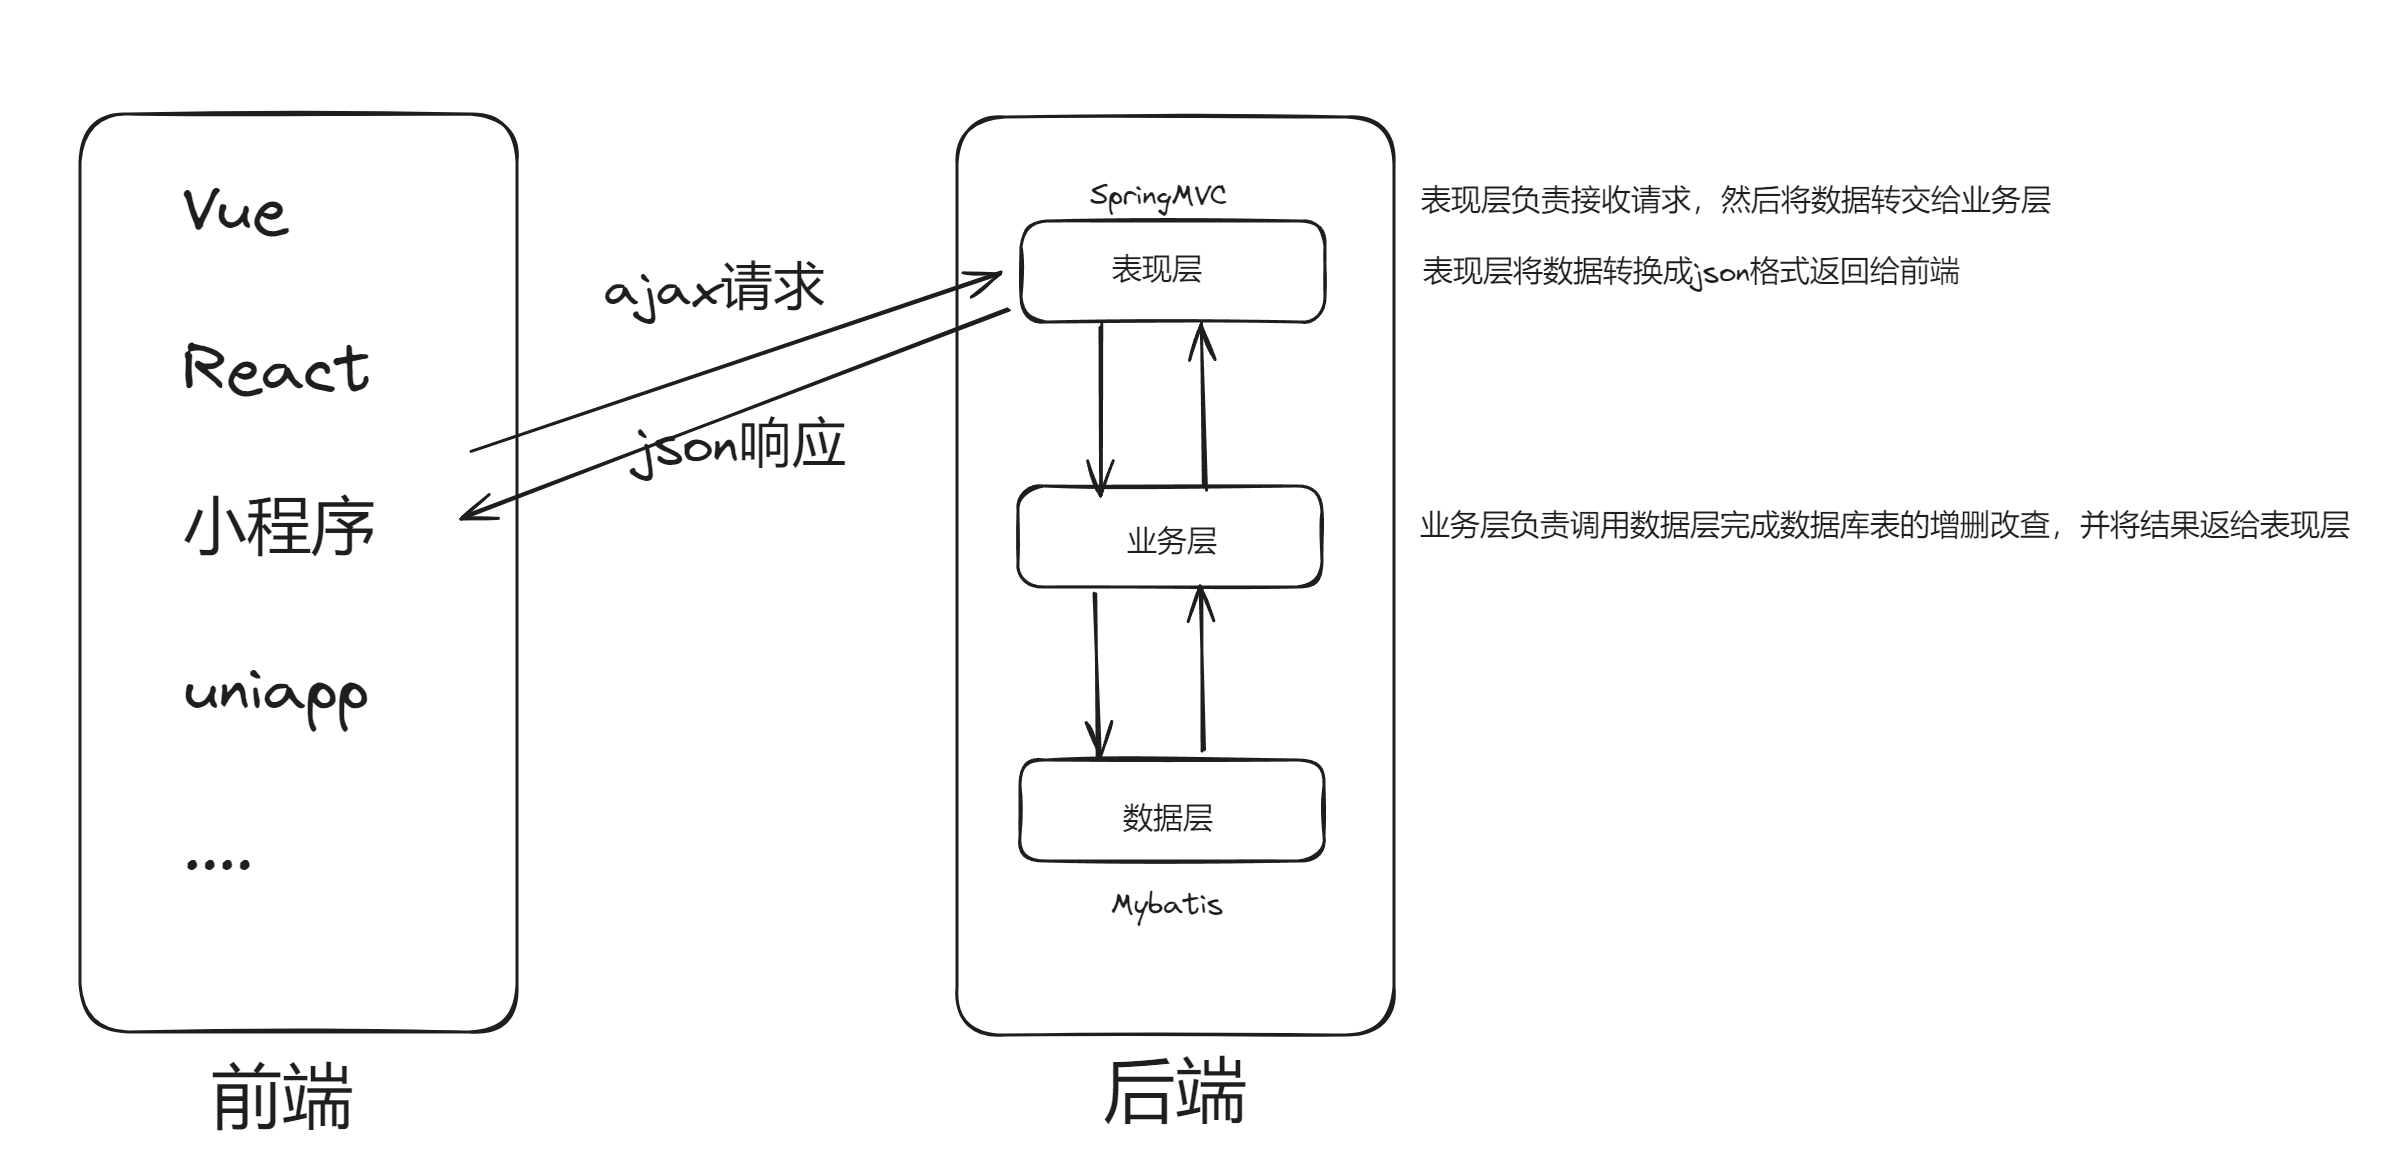 Vue
React
小程序
uniapp
....
前端
ajax请求
json响应
SpringMVC
表现层
业务层
数据层
Mybatis
后端
表现层负责接收请求，然后将数据转交给业务层
表现层将数据转换成json格式返回给前端
业务层负责调用数据层完成数据库表的增删改查，并将结果返给表现层